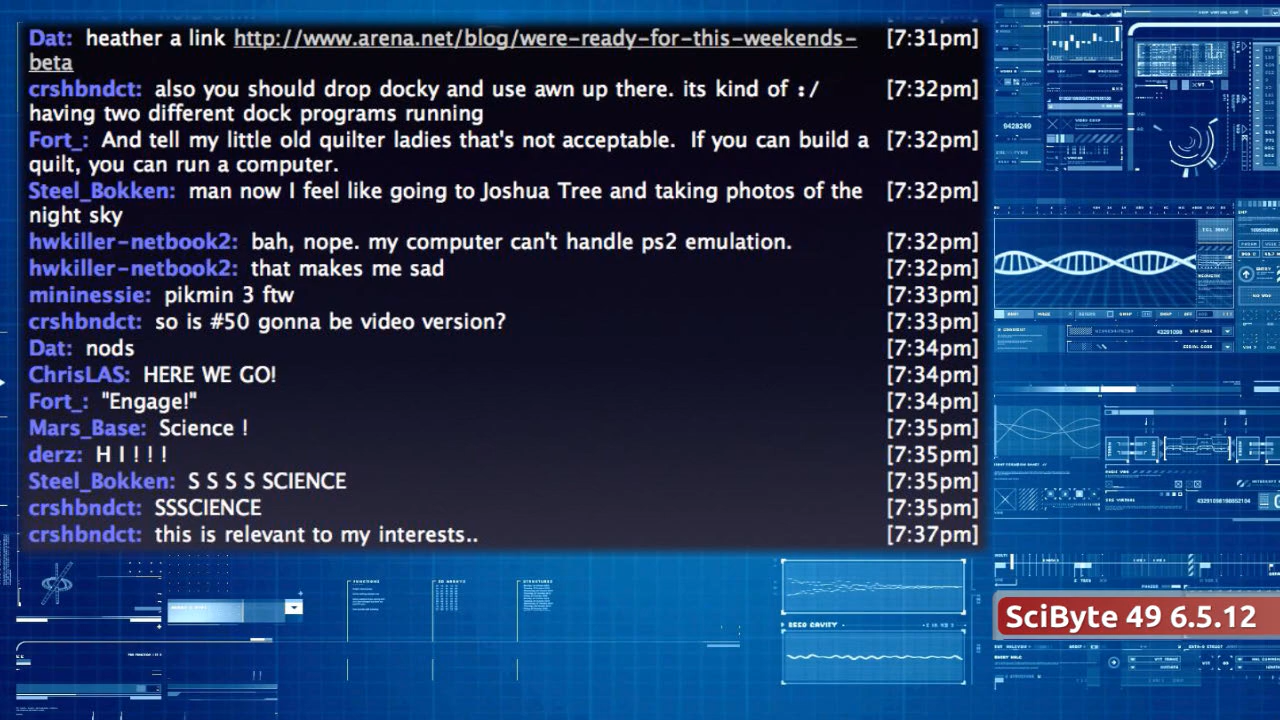 Dat: heather a link http://www.arena.net/blog/were-ready-for-this-weekends- [7:31pm]
beta
crshbndct: also you should pop docky and use awn up there. its kind of :/ [7:32pm]
having two different dock programs running
Fort_: And tell my little old quilter ladies that's not acceptable. If you can build a [7:32pm]
quilt, you can run a computer.
Steel_Bokken: man now I feel like going to Joshua Tree and taking photos of the [7:32pm]
night sky
hwkiller-netbook2: bah, nope. my computer can't handle ps2 emulation. [7:32pm]
hwkiller-netbook2: that makes me sad [7:32pm]
mininessie: pikmin 3 ftw [7:33pm]
crshbndct: so is #50 gonna be video version? [7:33pm]
Dat: nods [7:34pm]
ChrisLAS: HERE WE GO! [7:34pm]
Fort_: "Engage!" [7:34pm]
Mars_Base: Science ! [7:35pm]
derz: H I ! ! ! ! [7:35pm]
Steel_Bokken: S S S S SCIENCE [7:35pm]
crshbndct: SSSCIENCE [7:35pm]
crshbndct: this is relevant to my interests.. [7:37pm]
9428249
FUNCTIONS
STRUCTURES
DEEP GAVITY
SciByte 49 6.5.12